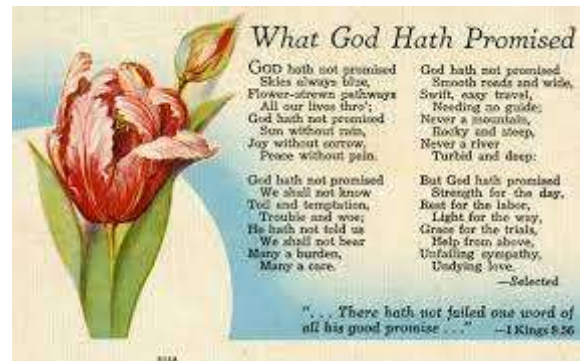 What God Hath Promised
GOD hath not promised
Skies always blue,
Flower-strewn pathways
All our lives thro';
God hath not promised
Sun without rain,
Joy without sorrow,
Peace without pain.
God hath not promised
We shall not know
Toil and temptation,
Trouble and woe;
He hath not told us
We shall not bear
Many a burden,
Many a care.
God hath not promised
Smooth roads and wide,
Swift, easy travel,
Needing no guide;
Never a mountain,
Rocky and steep,
Never a river
Turbid and deep:
But God hath promised
Strength for the day,
Rest for the labor,
Light for the way,
Grace for the trials,
Help from above,
Unfailing sympathy,
Undying love.
—Selected
". . . There hath not failed one word of
all his good promise . . ." —I Kings 8:56